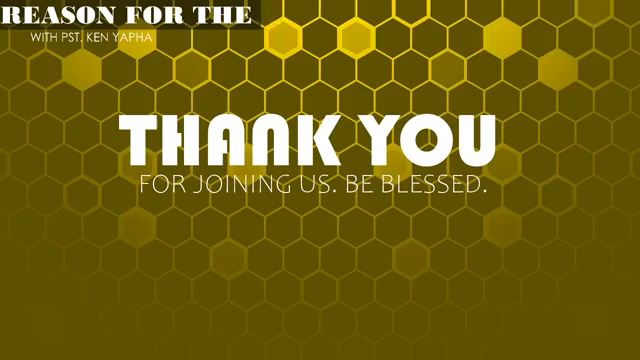 REASON FOR THE
WITH PST. KEN YAPHA
THANK YOU
FOR JOINING US. BE BLESSED.